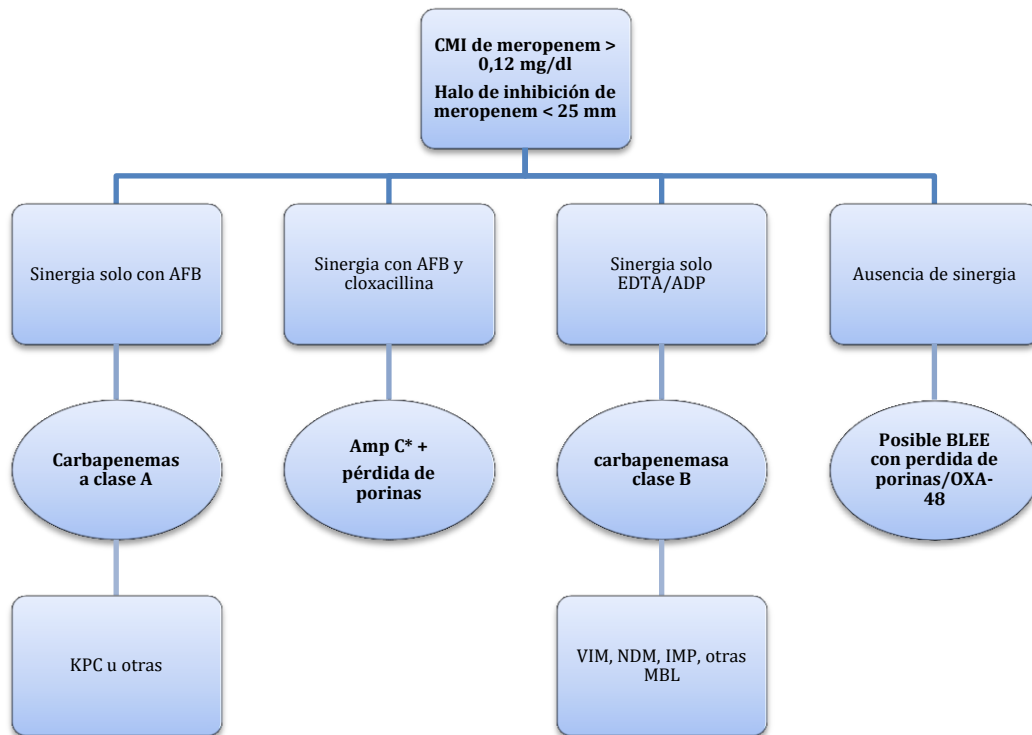 CMI de meropenem >
0,12 mg/dl
Halo de inhibición de
meropenem < 25 mm
Sinergia solo con AFB
Sinergia con AFB y
cloxacillina
Sinergia solo
EDTA/ADP
Ausencia de sinergia
Carbapenemas
a clase A
Amp C* +
pérdida de
porinas
carbapenemasa
clase B
Posible BLEE
con perdida de
porinas/OXA-
48
KPC u otras
VIM, NDM, IMP, otras
MBL